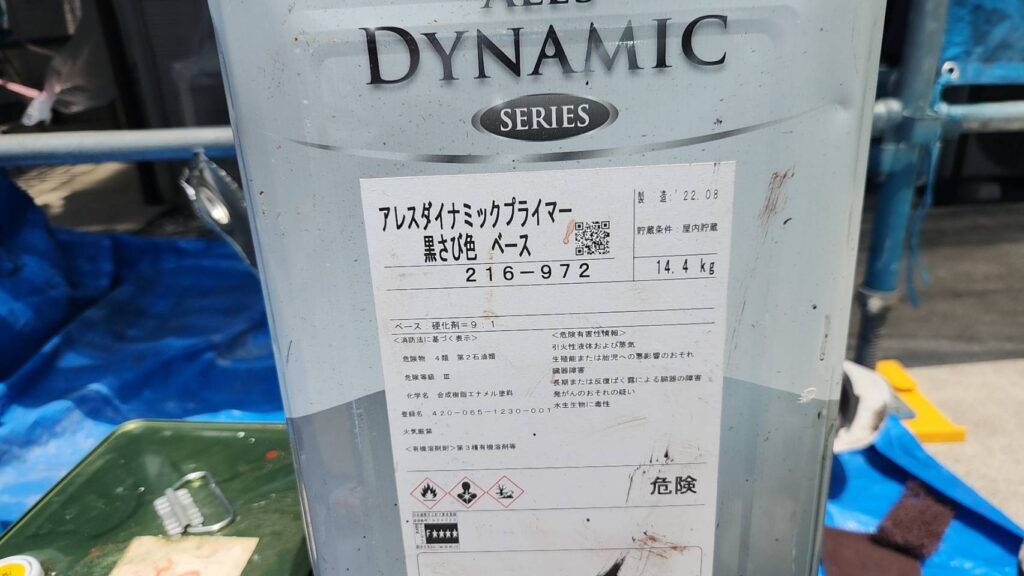 ALES
DYNAMIC
SERIES
アレスダイナミックプライマー
黒さび色 ベース
216-972
製 造:'22.08
貯蔵条件 屋内貯蔵
14.4 kg
ベース 硬化剤=9:1
<消防法に基づく表示>
危険物 4類 第2石油類
危険等級 Ⅲ
化学名 合成樹脂エナメル塗料
登録名 420-065-1230-001
火気厳禁
<有機溶剤則>第3種有機溶剤等
<危険有害性情報>
引火性液体および蒸気
生殖能または胎児への悪影響のおそれ
臓器障害
長期または反復ばく露による臓器の障害
発がんのおそれの疑い
水生生物に毒性
危険
F☆☆☆☆